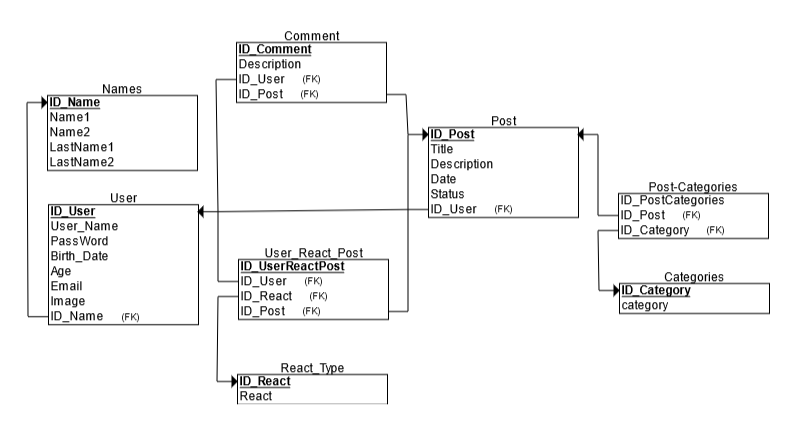 Comment
ID_Comment
Description
ID_User (FK)
ID_Post (FK)
Names
ID_Name
Name1
Name2
LastName1
LastName2
Post
ID_Post
Title
Description
Date
Status
ID_User (FK)
Post-Categories
ID_PostCategories
ID_Post (FK)
ID_Category (FK)
User
ID_User
User_Name
PassWord
Birth_Date
Age
Email
Image
ID_Name (FK)
User_React_Post
ID_UserReactPost
ID_User (FK)
ID_React (FK)
ID_Post (FK)
Categories
ID_Category
category
React_Type
ID_React
React